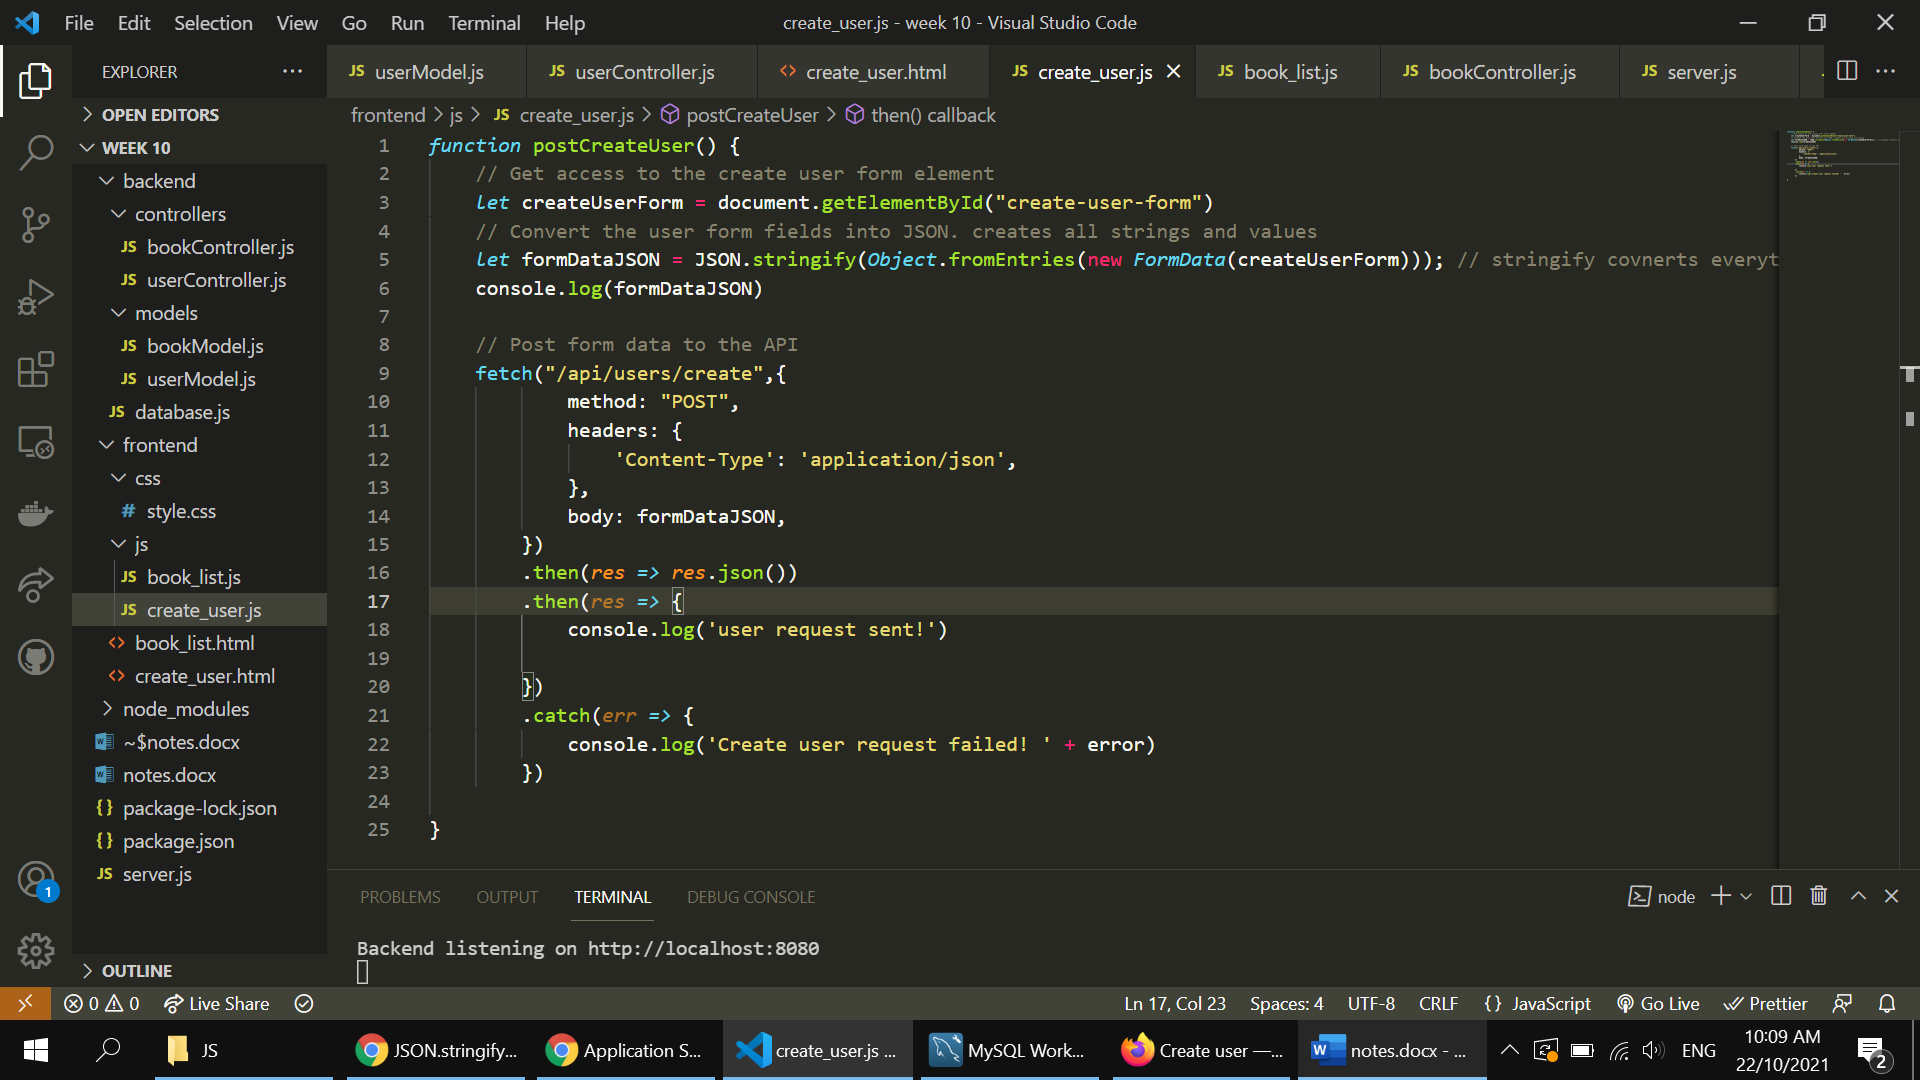 File Edit Selection View Go Run Terminal Help
create_user.js - week 10 - Visual Studio Code
EXPLORER
JS userModel.js
JS userController.js
<> create_user.html
JS create_user.js
JS book_list.js
JS bookController.js
JS server.js
OPEN EDITORS
WEEK 10
backend
controllers
JS bookController.js
JS userController.js
models
JS bookModel.js
JS userModel.js
JS database.js
frontend
css
# style.css
js
JS book_list.js
JS create_user.js
<> book_list.html
<> create_user.html
node_modules
~$notes.docx
notes.docx
{} package-lock.json
{} package.json
JS server.js
OUTLINE
frontend > js > JS create_user.js > postCreateUser > then() callback
1 function postCreateUser() {
2 // Get access to the create user form element
3 let createUserForm = document.getElementById("create-user-form")
4 // Convert the user form fields into JSON. creates all strings and values
5 let formDataJSON = JSON.stringify(Object.fromEntries(new FormData(createUserForm))); // stringify covnerts everyt
6 console.log(formDataJSON)
7
8 // Post form data to the API
9 fetch("/api/users/create",{
10 method: "POST",
11 headers: {
12 'Content-Type': 'application/json',
13 },
14 body: formDataJSON,
15 })
16 .then(res => res.json())
17 .then(res => {
18 console.log('user request sent!')
19
20 })
21 .catch(err => {
22 console.log('Create user request failed! ' + error)
23 })
24
25 }
PROBLEMS OUTPUT TERMINAL DEBUG CONSOLE
node
Backend listening on http://localhost:8080
1
0 0 Live Share
Ln 17, Col 23 Spaces: 4 UTF-8 CRLF {} JavaScript Go Live Prettier
JS
JSON.stringify...
Application S...
create_user.js ...
MySQL Work...
Create user —...
W notes.docx - ...
ENG
10:09 AM
22/10/2021
2